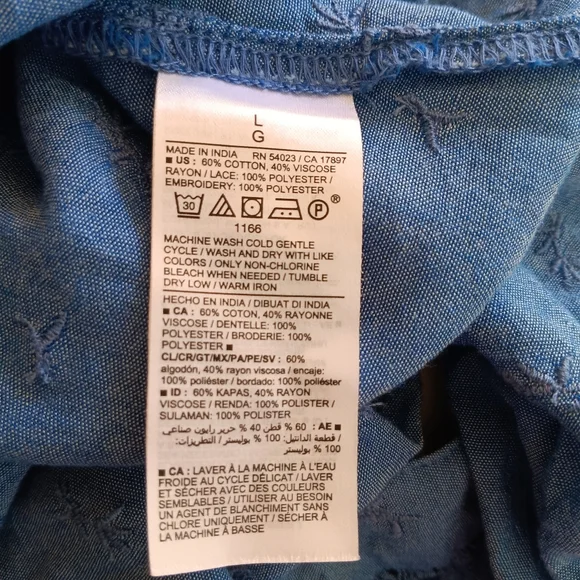 L
G
MADE IN INDIA RN 54023 / CA 17897
■ US : 60% COTTON, 40% VISCOSE
RAYON / LACE: 100% POLYESTER /
EMBROIDERY: 100% POLYESTER
30 P
1166
MACHINE WASH COLD GENTLE
CYCLE / WASH AND DRY WITH LIKE
COLORS / ONLY NON-CHLORINE
BLEACH WHEN NEEDED / TUMBLE
DRY LOW / WARM IRON
HECHO EN INDIA / DIBUAT DI INDIA
■ CA : 60% COTON, 40% RAYONNE
VISCOSE / DENTELLE: 100%
POLYESTER / BRODERIE: 100%
POLYESTER ■
CL/CR/GT/MX/PA/PE/SV : 60%
algodón, 40% rayon viscosa / encaje:
100% poliéster / bordado: 100% poliéster
■ ID : 60% KAPAS, 40% RAYON
VISCOSE / RENDA: 100% POLISTER /
SULAMAN: 100% POLISTER
■ AE : 60 % قطن 40 % حرير رايون صناعي
/ قطعة الدانتيل: 100 % بوليستر / التطريزات:
100 % بوليستر
■ CA : LAVER À LA MACHINE À L'EAU
FROIDE AU CYCLE DÉLICAT / LAVER
ET SÉCHER AVEC DES COULEURS
SEMBLABLES / UTILISER AU BESOIN
UN AGENT DE BLANCHIMENT SANS
CHLORE UNIQUEMENT / SÉCHER À
LA MACHINE À BASSE